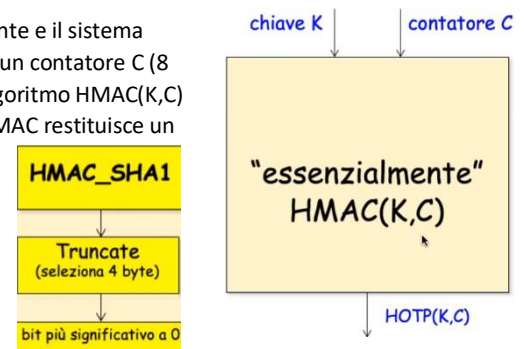 nte e il sistema
un contatore C (8
goritmo HMAC(K,C)
MAC restituisce un
HMAC_SHA1
Truncate
(seleziona 4 byte)
bit più significativo a 0
chiave K
contatore C
"essenzialmente"
HMAC(K,C)
HOTP(K,C)